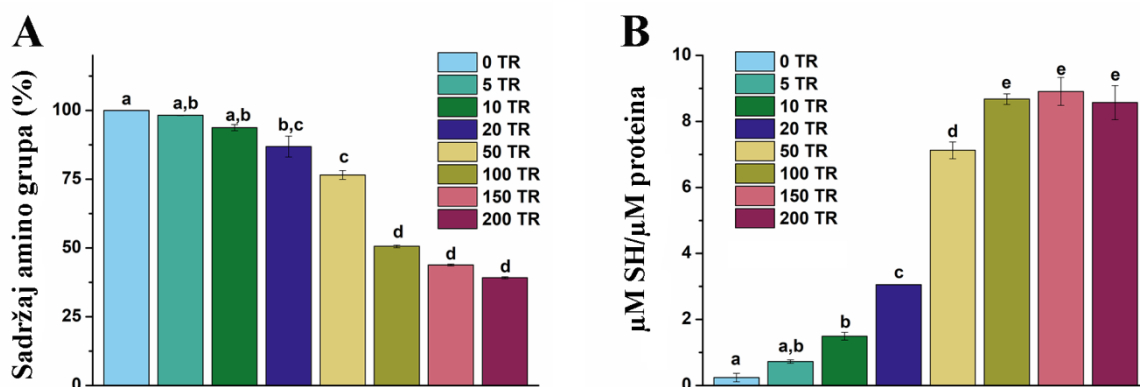 A
Sadržaj amino grupa (%)
100
75
50
25
0
a
a,b
a,b
b,c
c
d
d
d
0 TR
5 TR
10 TR
20 TR
50 TR
100 TR
150 TR
200 TR
B
µM SH/µM proteina
10
8
6
4
2
0
0 TR
5 TR
10 TR
20 TR
50 TR
100 TR
150 TR
200 TR
a
a,b
b
c
d
e
e
e